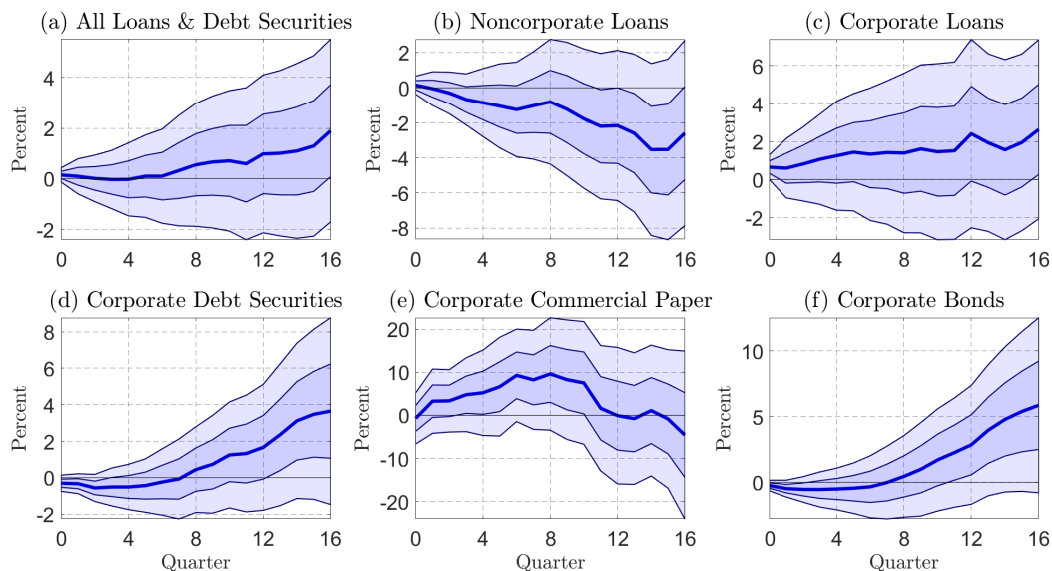 (a) All Loans & Debt Securities
4
2
0
-2
Percent
0 4 8 12 16
(b) Noncorporate Loans
2
0
-2
-4
-6
-8
Percent
0 4 8 12 16
(c) Corporate Loans
6
4
2
0
-2
Percent
0 4 8 12 16
(d) Corporate Debt Securities
8
6
4
2
0
-2
Percent
0 4 8 12 16
Quarter
(e) Corporate Commercial Paper
20
10
0
-10
-20
Percent
0 4 8 12 16
Quarter
(f) Corporate Bonds
10
5
0
Percent
0 4 8 12 16
Quarter